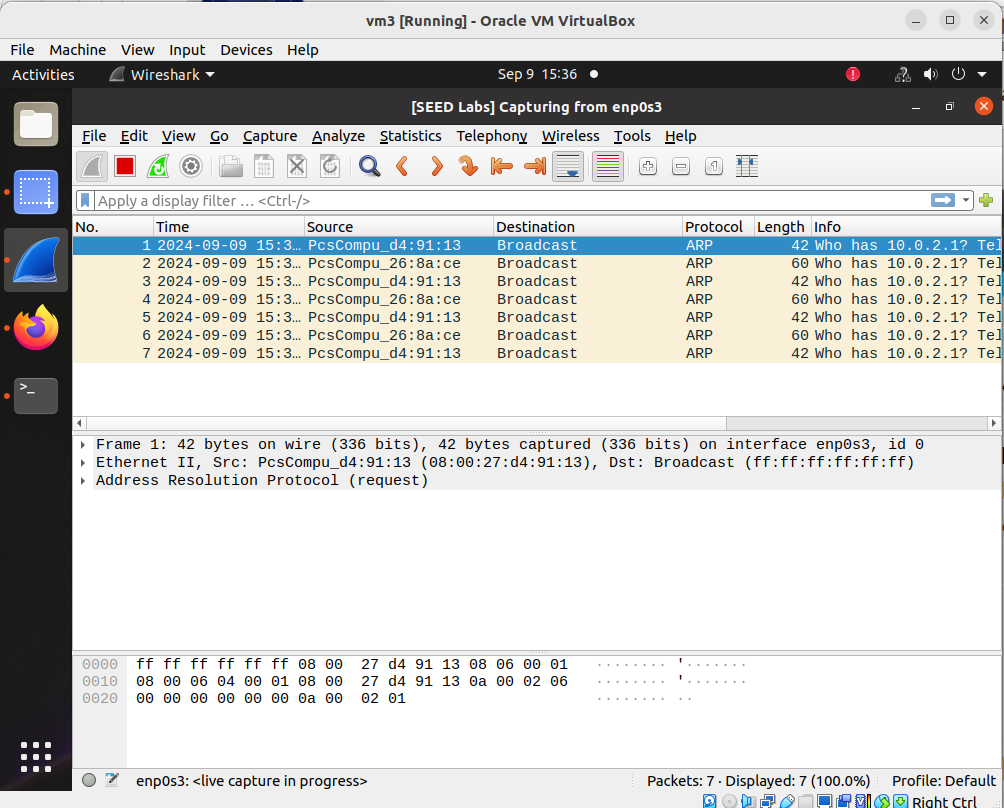 vm3 [Running] - Oracle VM VirtualBox
File Machine View Input Devices Help
Activities Wireshark Sep 9 15:36
[SEED Labs] Capturing from enp0s3
File Edit View Go Capture Analyze Statistics Telephony Wireless Tools Help
Apply a display filter … <Ctrl-/>
No. Time Source Destination Protocol Length Info
1 2024-09-09 15:3… PcsCompu_d4:91:13 Broadcast ARP 42 Who has 10.0.2.1? Tel
2 2024-09-09 15:3… PcsCompu_26:8a:ce Broadcast ARP 60 Who has 10.0.2.1? Tel
3 2024-09-09 15:3… PcsCompu_d4:91:13 Broadcast ARP 42 Who has 10.0.2.1? Tel
4 2024-09-09 15:3… PcsCompu_26:8a:ce Broadcast ARP 60 Who has 10.0.2.1? Tel
5 2024-09-09 15:3… PcsCompu_d4:91:13 Broadcast ARP 42 Who has 10.0.2.1? Tel
6 2024-09-09 15:3… PcsCompu_26:8a:ce Broadcast ARP 60 Who has 10.0.2.1? Tel
7 2024-09-09 15:3… PcsCompu_d4:91:13 Broadcast ARP 42 Who has 10.0.2.1? Tel
Frame 1: 42 bytes on wire (336 bits), 42 bytes captured (336 bits) on interface enp0s3, id 0
Ethernet II, Src: PcsCompu_d4:91:13 (08:00:27:d4:91:13), Dst: Broadcast (ff:ff:ff:ff:ff:ff)
Address Resolution Protocol (request)
0000 ff ff ff ff ff ff 08 00 27 d4 91 13 08 06 00 01 ········ '·······
0010 08 00 06 04 00 01 08 00 27 d4 91 13 0a 00 02 06 ········ '·······
0020 00 00 00 00 00 00 0a 00 02 01 ········ ··
enp0s3: <live capture in progress> Packets: 7 · Displayed: 7 (100.0%) Profile: Default
Right Ctrl